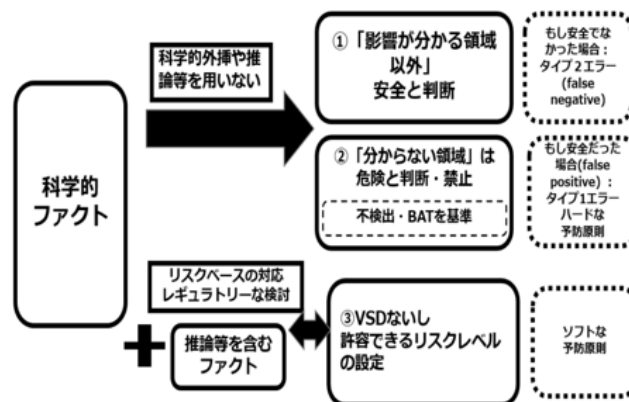 科学的
ファクト
科学的外挿や推
論等を用いない
①「影響が分かる領域
以外」
安全と判断
もし安全でな
かった場合：
タイプ２エラー
(false
negative)
②「分からない領域」は
危険と判断・禁止
不検出・BATを基準
もし安全だった
場合(false
positive)：
タイプ1エラー
ハードな
予防原則
リスクベースの対応
レギュラトリーな検討
推論等を含む
ファクト
③VSDないし
許容できるリスクレベル
の設定
ソフトな
予防原則